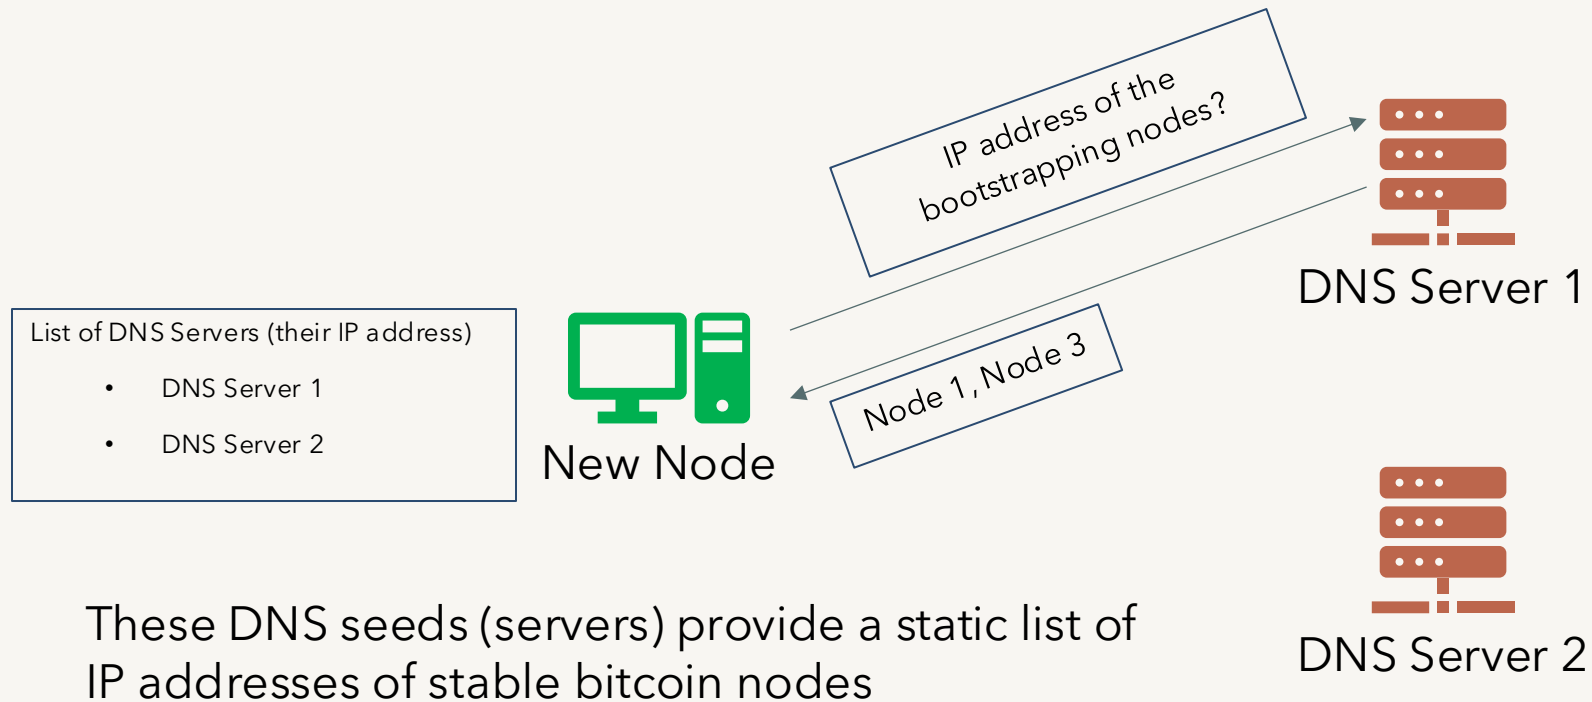 IP address of the
bootstrapping nodes?
DNS Server 1
List of DNS Servers (their IP address)
• DNS Server 1
• DNS Server 2
Node 1, Node 3
New Node
These DNS seeds (servers) provide a static list of
IP addresses of stable bitcoin nodes
DNS Server 2